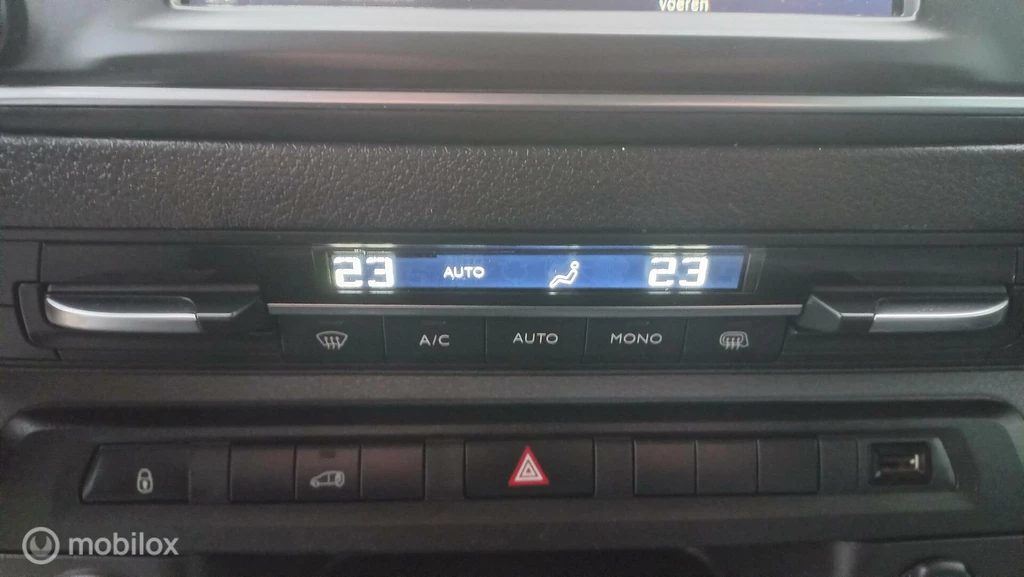 voeren
23 AUTO 23
A/C AUTO MONO
mobilox